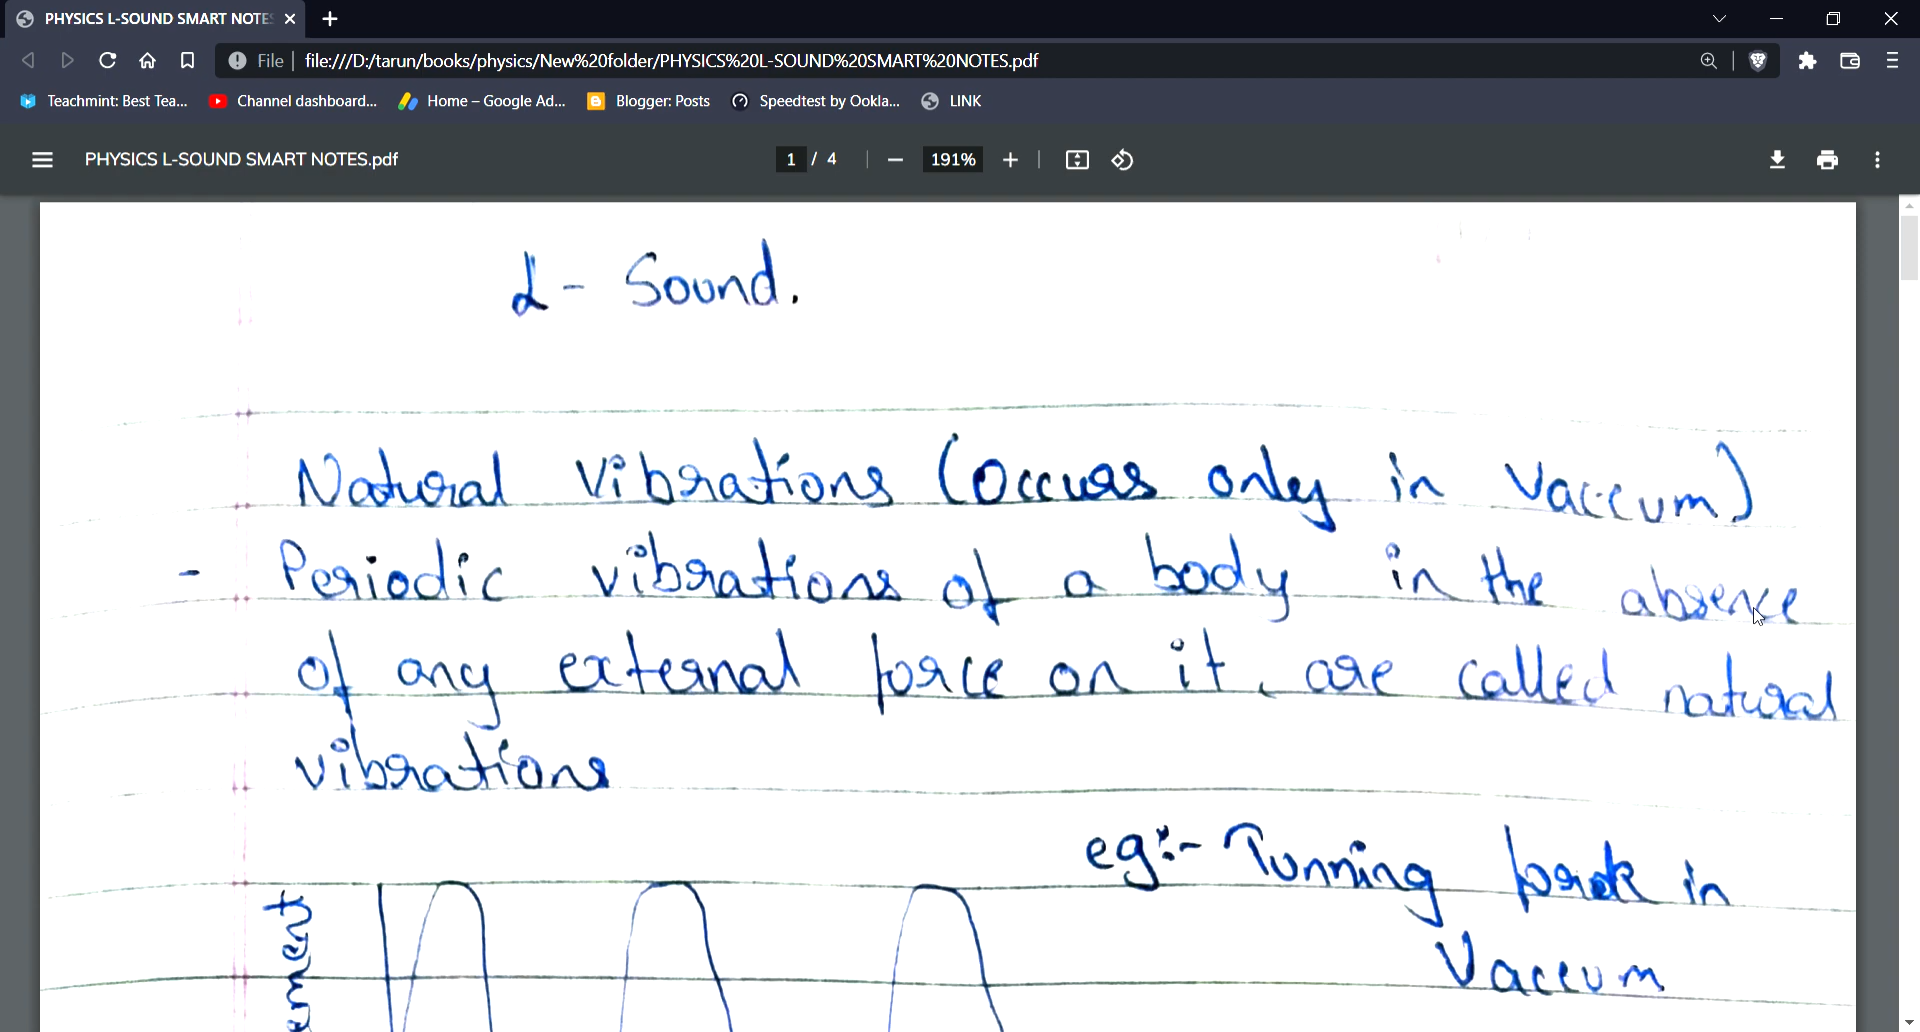 PHYSICS L-SOUND SMART NOTE
File
file:///D:/tarun/books/physics/New%20folder/PHYSICS%20L-SOUND%20SMART%20NOTES.pdf
Teachmint: Best Tea... Channel dashboard... Home – Google Ad... Blogger: Posts Speedtest by Ookla... LINK
PHYSICS L-SOUND SMART NOTES.pdf 1 / 4 191%
L - Sound.
Natural Vibrations (Occurs only in Vaccum)
- Periodic vibrations of a body in the absence
of any external force on it, are called natural
vibrations
eg:- Tunning fork in
Vaccum